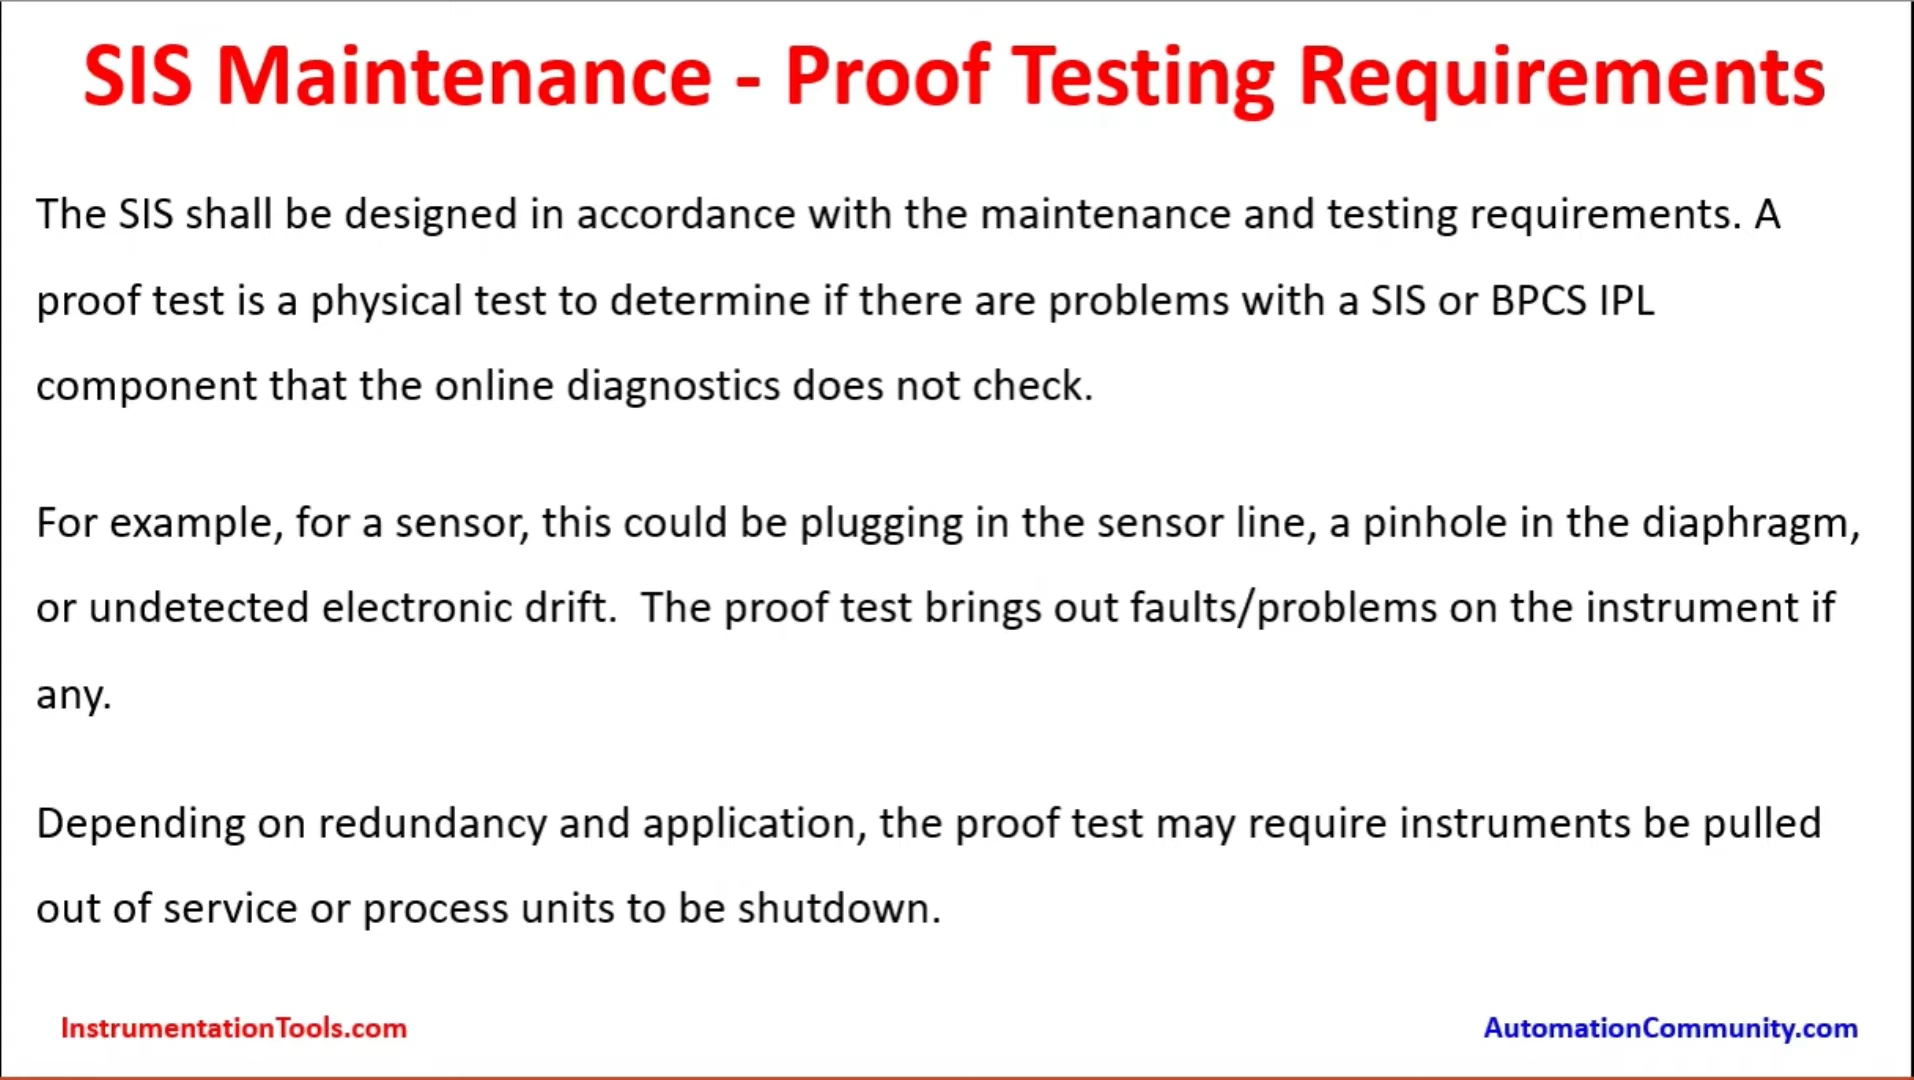 SIS Maintenance - Proof Testing Requirements
The SIS shall be designed in accordance with the maintenance and testing requirements. A
proof test is a physical test to determine if there are problems with a SIS or BPCS IPL
component that the online diagnostics does not check.
For example, for a sensor, this could be plugging in the sensor line, a pinhole in the diaphragm,
or undetected electronic drift.  The proof test brings out faults/problems on the instrument if
any.
Depending on redundancy and application, the proof test may require instruments be pulled
out of service or process units to be shutdown.
InstrumentationTools.com
AutomationCommunity.com